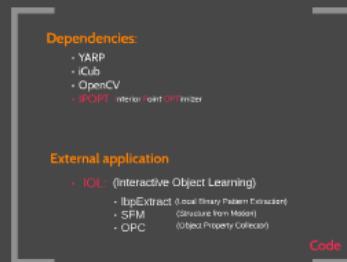 Dependencies:
- YARP
- iCub
- OpenCV
- IPOPT Interior Point OPTimizer
External application
- IOL: (Interactive Object Learning)
- lbpExtract (Local Binary Pattern Extraction)
- SFM (Structure from Motion)
- OPC (Object Property Collector)
Code